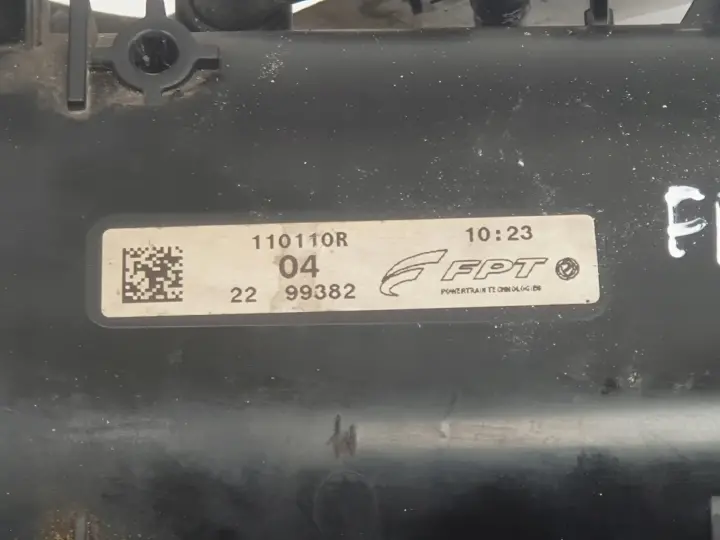 110110R
10:23
04
22 99382
FPT
POWERTRAIN TECHNOLOGIES